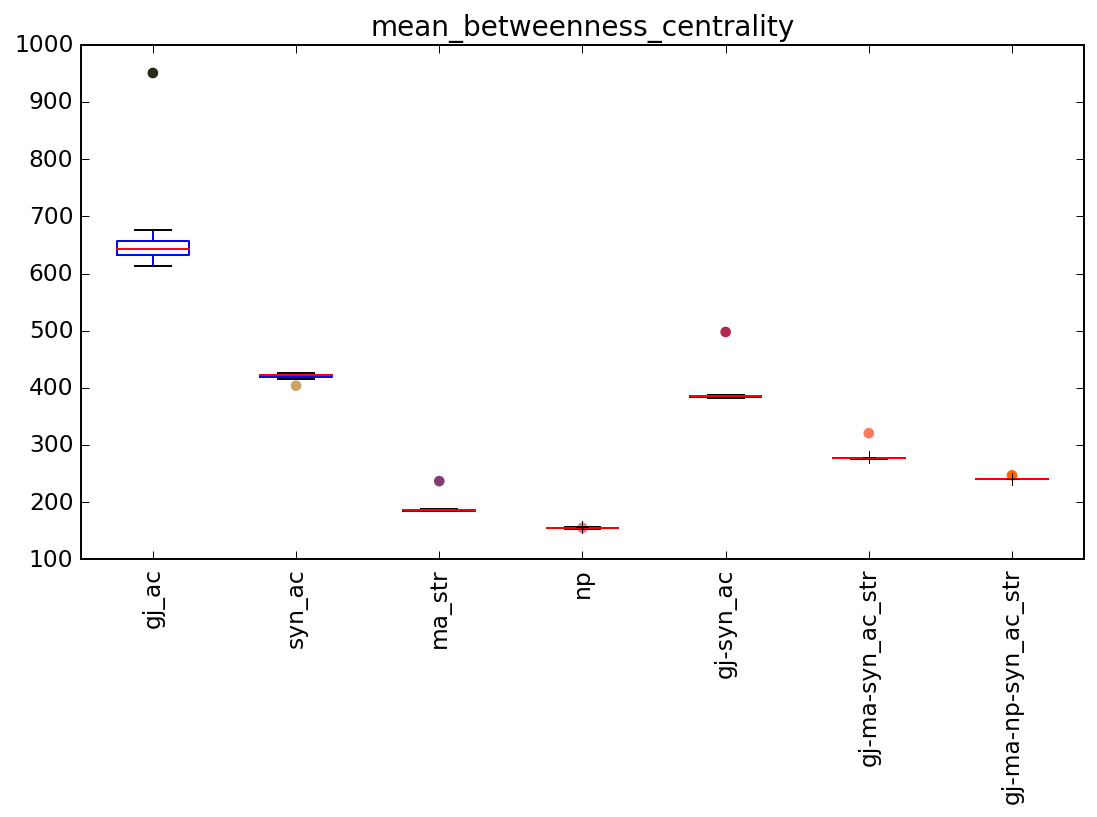 mean_betweenness_centrality
1000
900
800
700
600
500
400
300
200
100
gj_ac
syn_ac
ma_str
np
gj-syn_ac
gj-ma-syn_ac_str
gj-ma-np-syn_ac_str